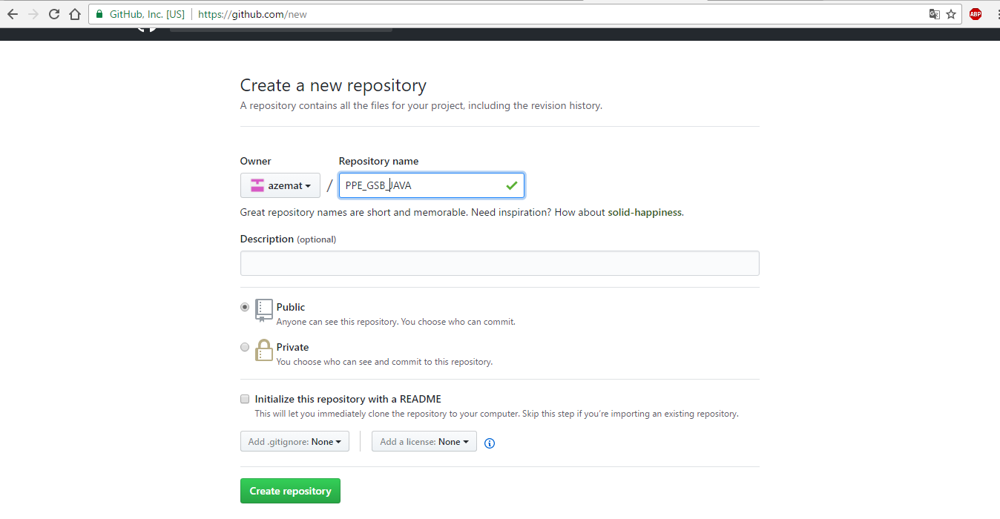 GitHub, Inc. [US] https://github.com/new
ABP
Create a new repository
A repository contains all the files for your project, including the revision history.
Owner Repository name
azemat / PPE_GSB_JAVA
Great repository names are short and memorable. Need inspiration? How about solid-happiness.
Description (optional)
Public
Anyone can see this repository. You choose who can commit.
Private
You choose who can see and commit to this repository.
Initialize this repository with a README
This will let you immediately clone the repository to your computer. Skip this step if you're importing an existing repository.
Add .gitignore: None Add a license: None
Create repository